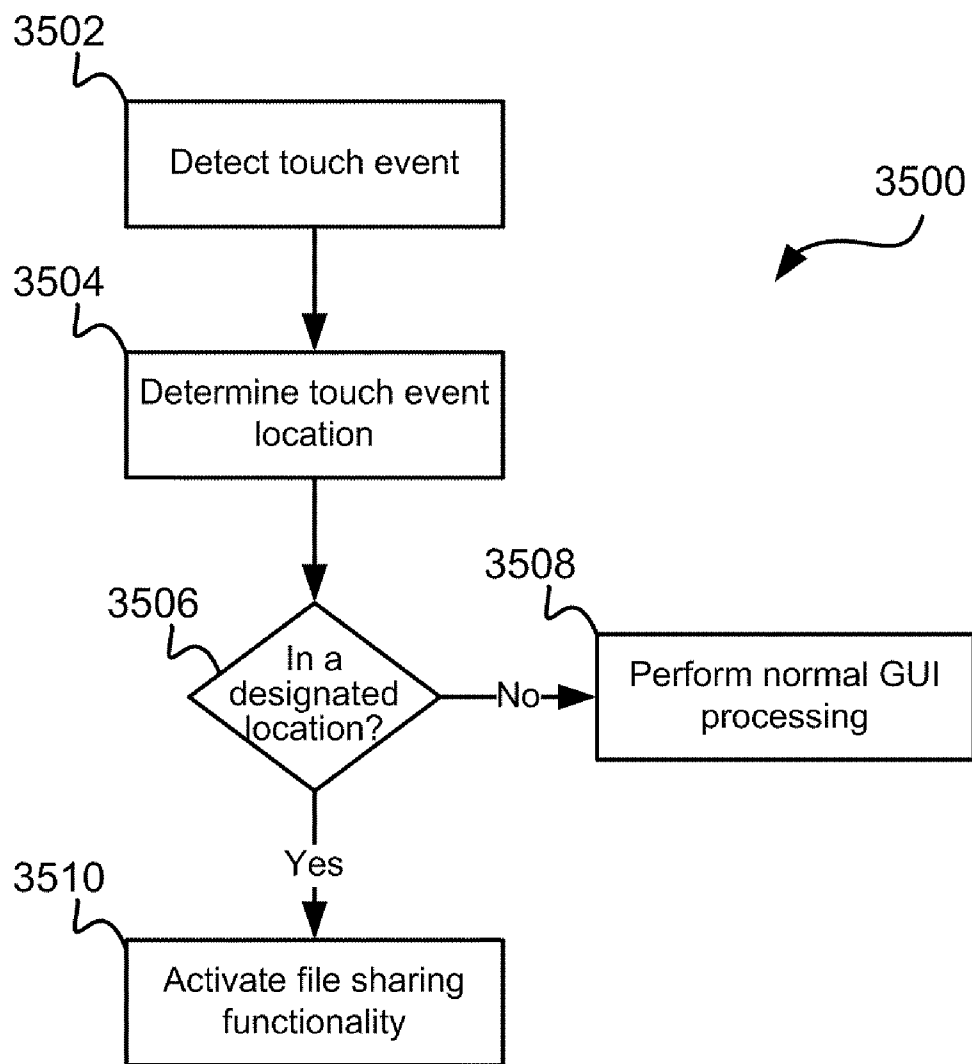 3502
Detect touch event
3500
3504
Determine touch event
location
3506
In a
designated
location?
No
3508
Perform normal GUI
processing
Yes
3510
Activate file sharing
functionality